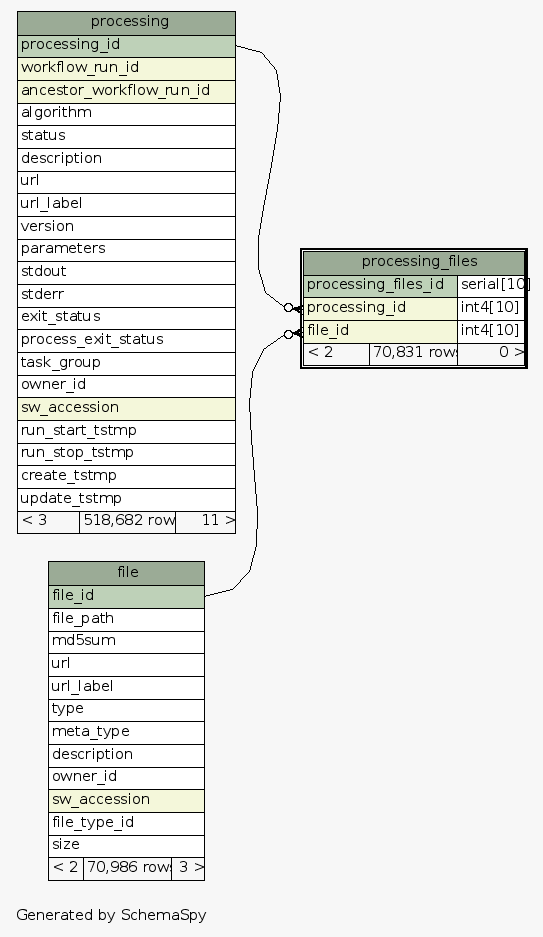 processing
processing_id
workflow_run_id
ancestor_workflow_run_id
algorithm
status
description
url
url_label
version
parameters
stdout
stderr
exit_status
process_exit_status
task_group
owner_id
sw_accession
run_start_tstmp
run_stop_tstmp
create_tstmp
update_tstmp
< 3 518,682 row 11 >
processing_files
processing_files_id serial[10]
processing_id int4[10]
file_id int4[10]
< 2 70,831 rows 0 >
file
file_id
file_path
md5sum
url
url_label
type
meta_type
description
owner_id
sw_accession
file_type_id
size
< 2 70,986 rows 3 >
Generated by SchemaSpy